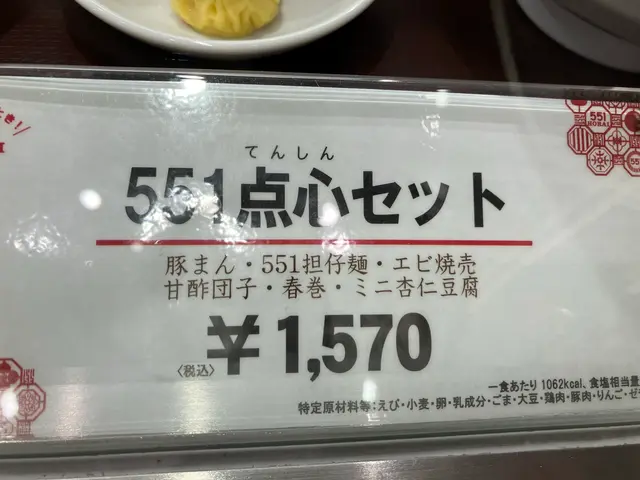 551
HORAI
てんしん
551点心セット
豚まん・551担仔麺・エビ焼売
甘酢団子・春巻・ミニ杏仁豆腐
〈税込〉¥1,570
一食あたり 1062kcal、食塩相当量
特定原材料等:えび・小麦・卵・乳成分・ごま・大豆・鶏肉・豚肉・りんご・ゼラ